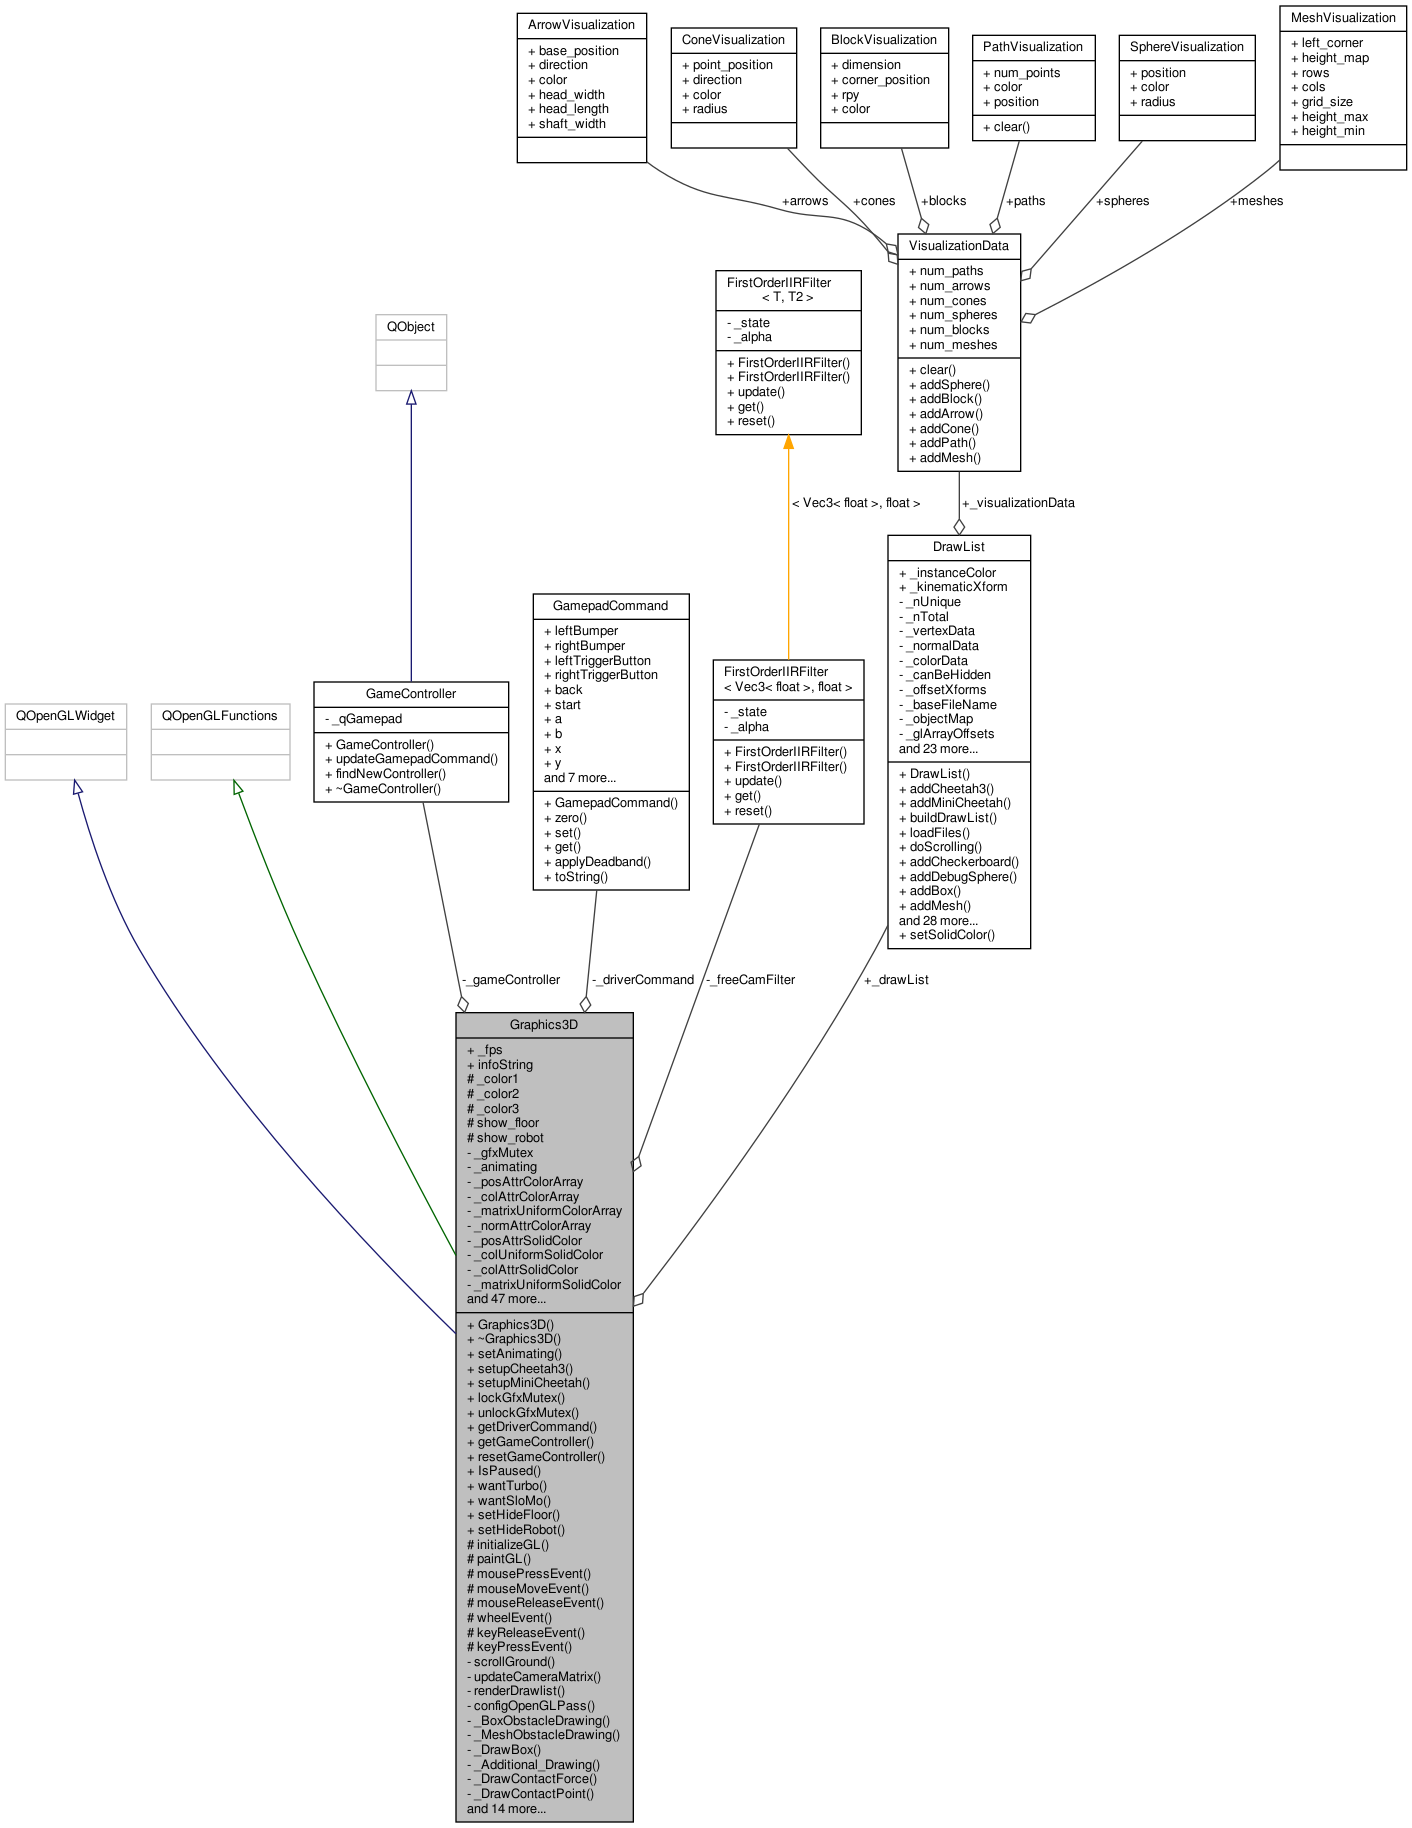 ArrowVisualization
+ base_position
+ direction
+ color
+ head_width
+ head_length
+ shaft_width
ConeVisualization
+ point_position
+ direction
+ color
+ radius
BlockVisualization
+ dimension
+ corner_position
+ rpy
+ color
PathVisualization
+ num_points
+ color
+ position
+ clear()
SphereVisualization
+ position
+ color
+ radius
MeshVisualization
+ left_corner
+ height_map
+ rows
+ cols
+ grid_size
+ height_max
+ height_min
+arrows
+cones
+blocks
+paths
+spheres
+meshes
VisualizationData
+ num_paths
+ num_arrows
+ num_cones
+ num_spheres
+ num_blocks
+ num_meshes
+ clear()
+ addSphere()
+ addBlock()
+ addArrow()
+ addCone()
+ addPath()
+ addMesh()
FirstOrderIIRFilter
< T, T2 >
- _state
- _alpha
+ FirstOrderIIRFilter()
+ FirstOrderIIRFilter()
+ update()
+ get()
+ reset()
QObject
< Vec3< float >, float >
+_visualizationData
DrawList
+ _instanceColor
+ _kinematicXform
- _nUnique
- _nTotal
- _vertexData
- _normalData
- _colorData
- _canBeHidden
- _offsetXforms
- _baseFileName
- _objectMap
- _glArrayOffsets
and 23 more...
+ DrawList()
+ addCheetah3()
+ addMiniCheetah()
+ buildDrawList()
+ loadFiles()
+ doScrolling()
+ addCheckerboard()
+ addDebugSphere()
+ addBox()
+ addMesh()
and 28 more...
+ setSolidColor()
GamepadCommand
+ leftBumper
+ rightBumper
+ leftTriggerButton
+ rightTriggerButton
+ back
+ start
+ a
+ b
+ x
+ y
and 7 more...
+ GamepadCommand()
+ zero()
+ set()
+ get()
+ applyDeadband()
+ toString()
FirstOrderIIRFilter
< Vec3< float >, float >
- _state
- _alpha
+ FirstOrderIIRFilter()
+ FirstOrderIIRFilter()
+ update()
+ get()
+ reset()
GameController
- _qGamepad
+ GameController()
+ updateGamepadCommand()
+ findNewController()
+ ~GameController()
QOpenGLWidget
QOpenGLFunctions
-_gameController
-_driverCommand
-_freeCamFilter
+_drawList
Graphics3D
+ _fps
+ infoString
# _color1
# _color2
# _color3
# show_floor
# show_robot
- _gfxMutex
- _animating
- _posAttrColorArray
- _colAttrColorArray
- _matrixUniformColorArray
- _normAttrColorArray
- _posAttrSolidColor
- _colUniformSolidColor
- _colAttrSolidColor
- _matrixUniformSolidColor
and 47 more...
+ Graphics3D()
+ ~Graphics3D()
+ setAnimating()
+ setupCheetah3()
+ setupMiniCheetah()
+ lockGfxMutex()
+ unlockGfxMutex()
+ getDriverCommand()
+ getGameController()
+ resetGameController()
+ IsPaused()
+ wantTurbo()
+ wantSloMo()
+ setHideFloor()
+ setHideRobot()
# initializeGL()
# paintGL()
# mousePressEvent()
# mouseMoveEvent()
# mouseReleaseEvent()
# wheelEvent()
# keyReleaseEvent()
# keyPressEvent()
- scrollGround()
- updateCameraMatrix()
- renderDrawlist()
- configOpenGLPass()
- _BoxObstacleDrawing()
- _MeshObstacleDrawing()
- _DrawBox()
- _Additional_Drawing()
- _DrawContactForce()
- _DrawContactPoint()
and 14 more...